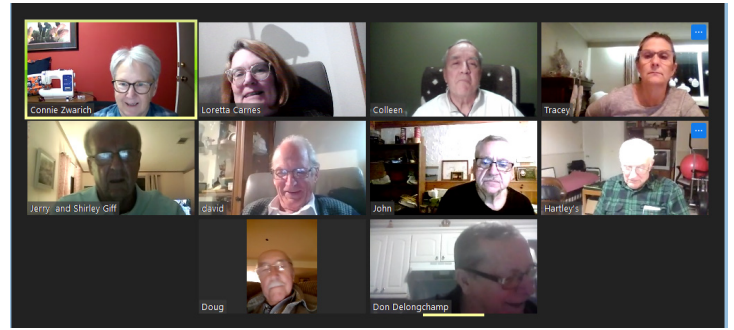 Connie Zwarich
Loretta Carnes
Colleen
Tracey
Jerry and Shirley Giff
david
John
Hartley's
Doug
Don Delongchamp